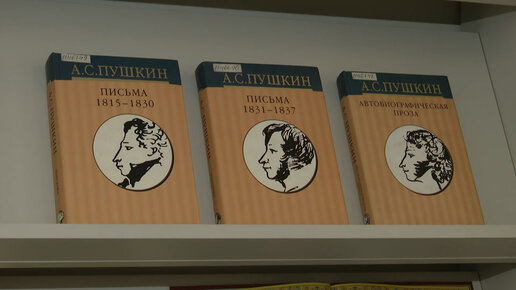 А.С.ПУШКИН
ПИСЬМА
1815–1830
А.С.ПУШКИН
ПИСЬМА
1831–1837
А.С.ПУШКИН
АВТОБИОГРАФИЧЕСКАЯ
ПРОЗА